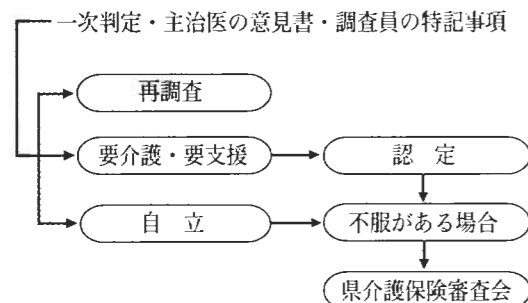 一次判定・主治医の意見書・調査員の特記事項
再調査
要介護・要支援
認　定
自　立
不服がある場合
県介護保険審査会